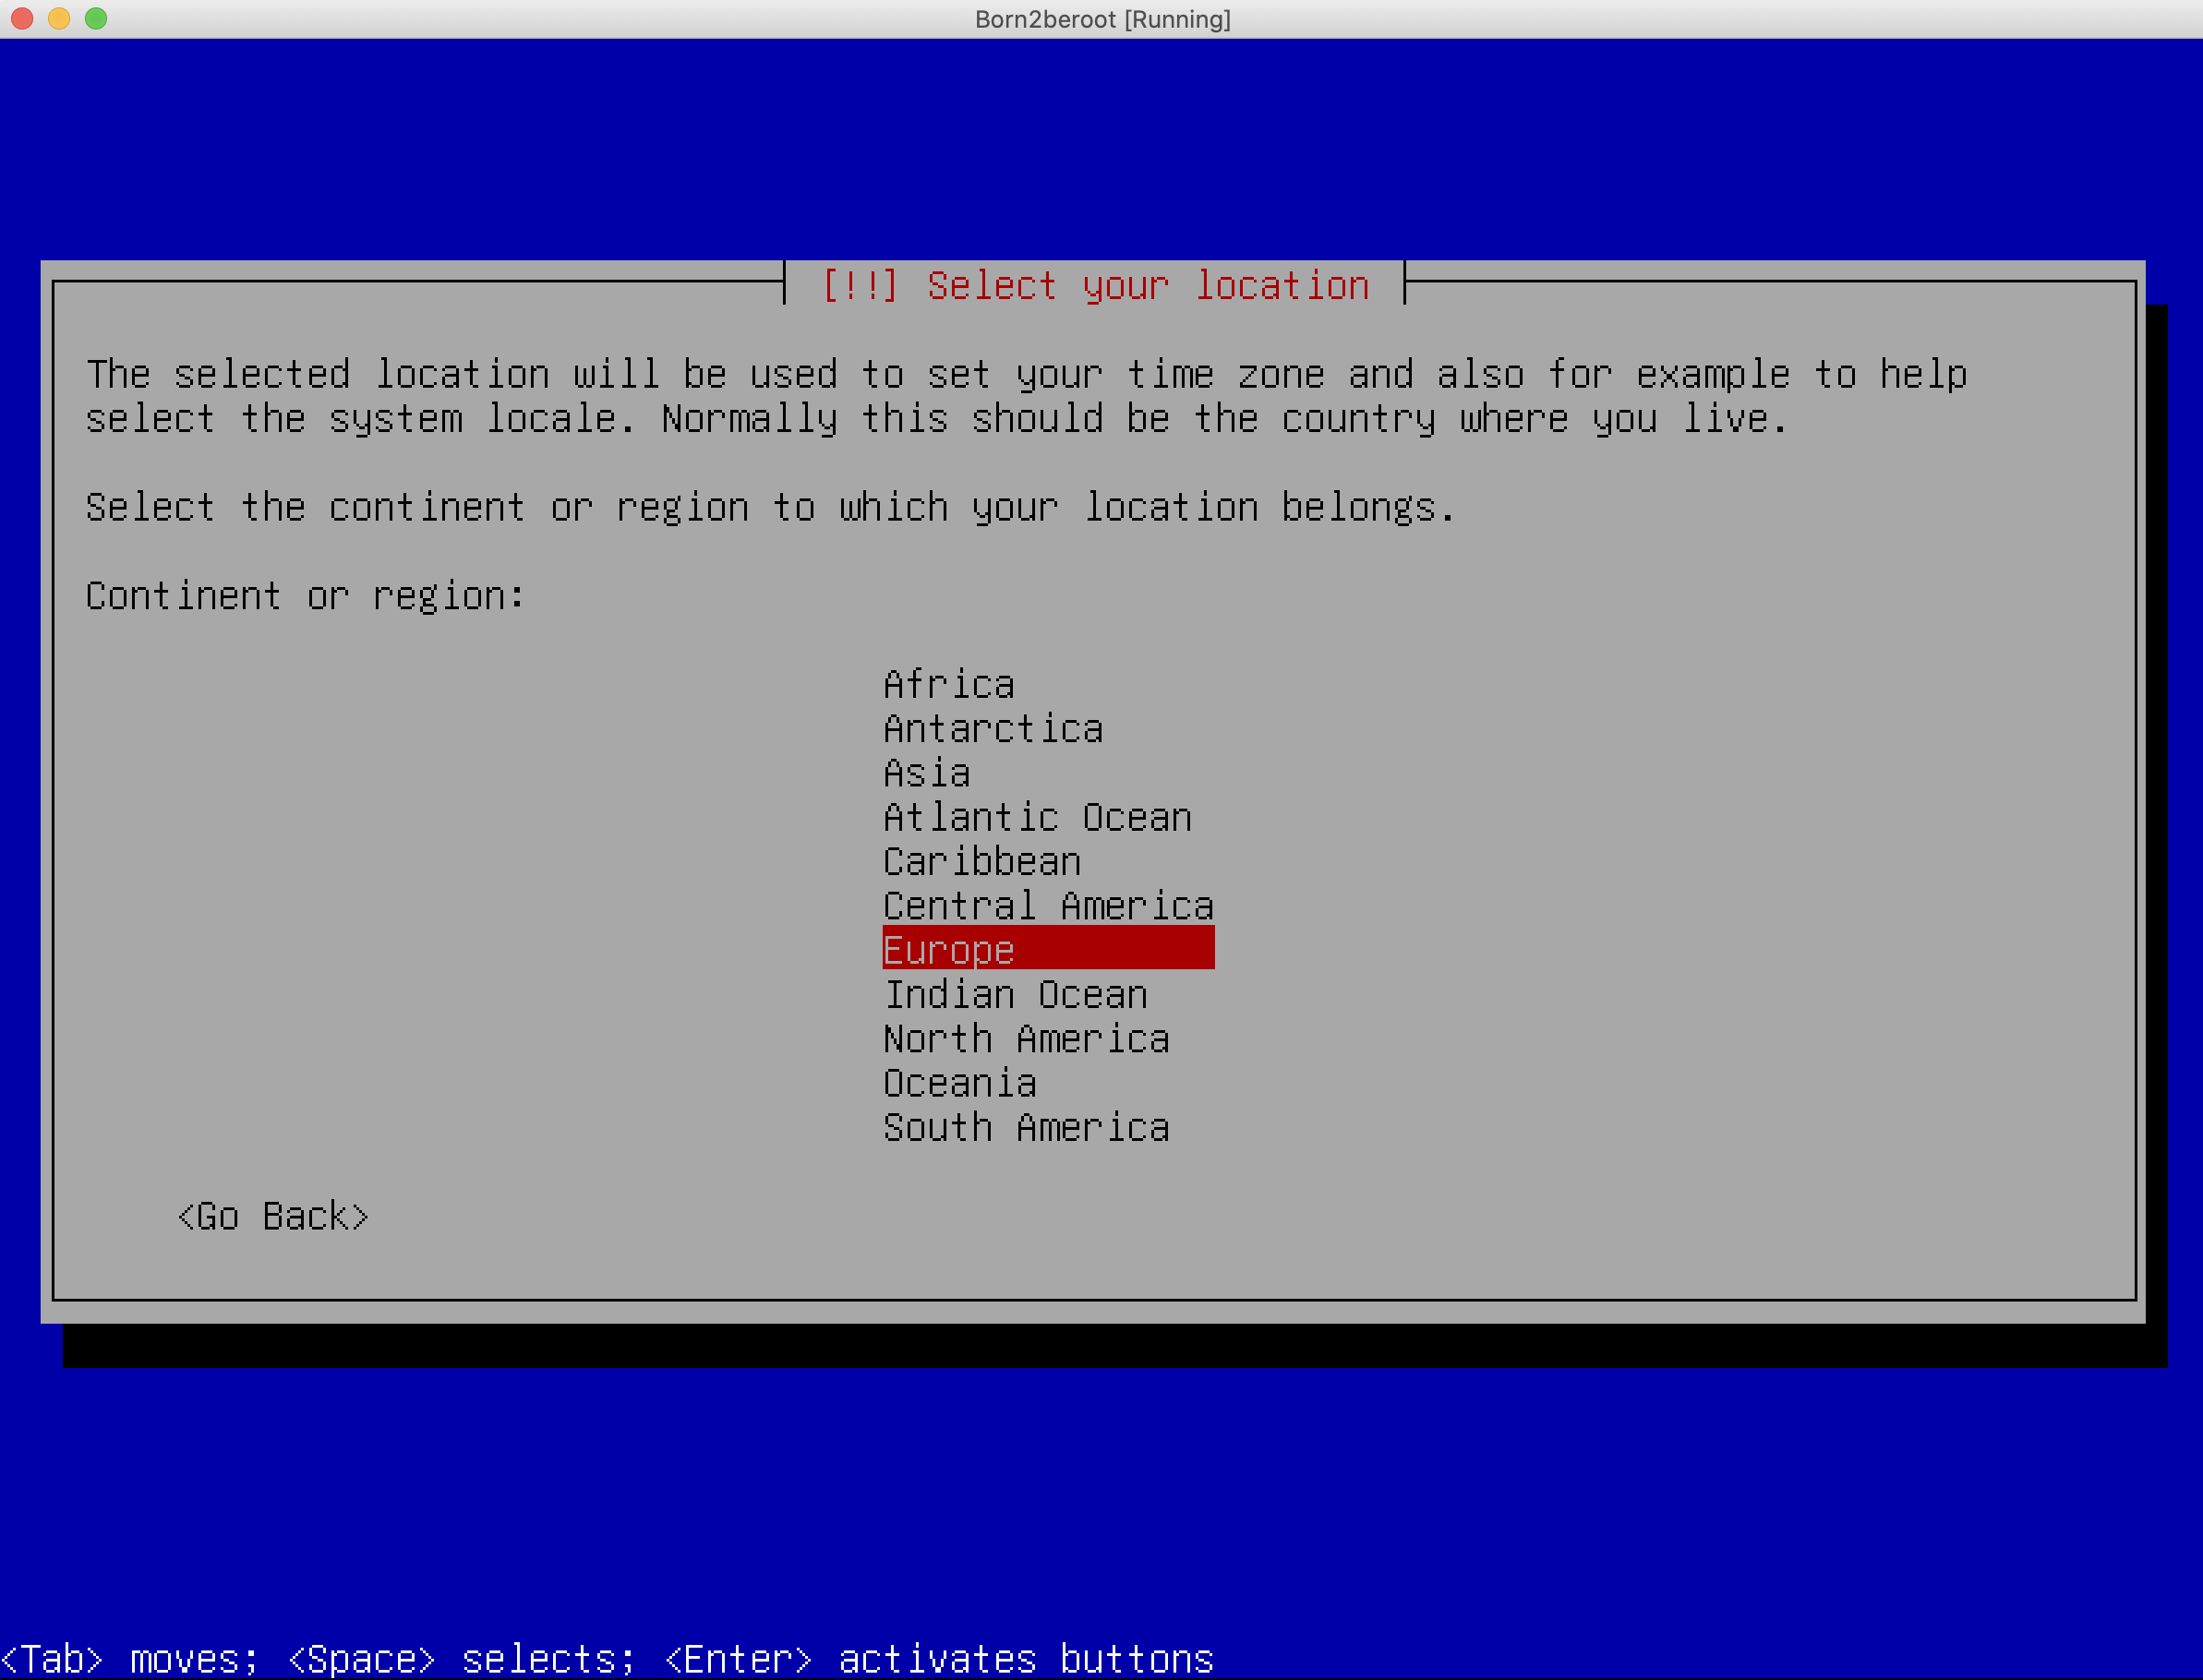 Born2beroot [Running]
[!!] Select your location
The selected location will be used to set your time zone and also for example to help
select the system locale. Normally this should be the country where you live.
Select the continent or region to which your location belongs.
Continent or region:
Africa
Antarctica
Asia
Atlantic Ocean
Caribbean
Central America
Europe
Indian Ocean
North America
Oceania
South America
<Go Back>
<Tab> moves; <Space> selects; <Enter> activates buttons